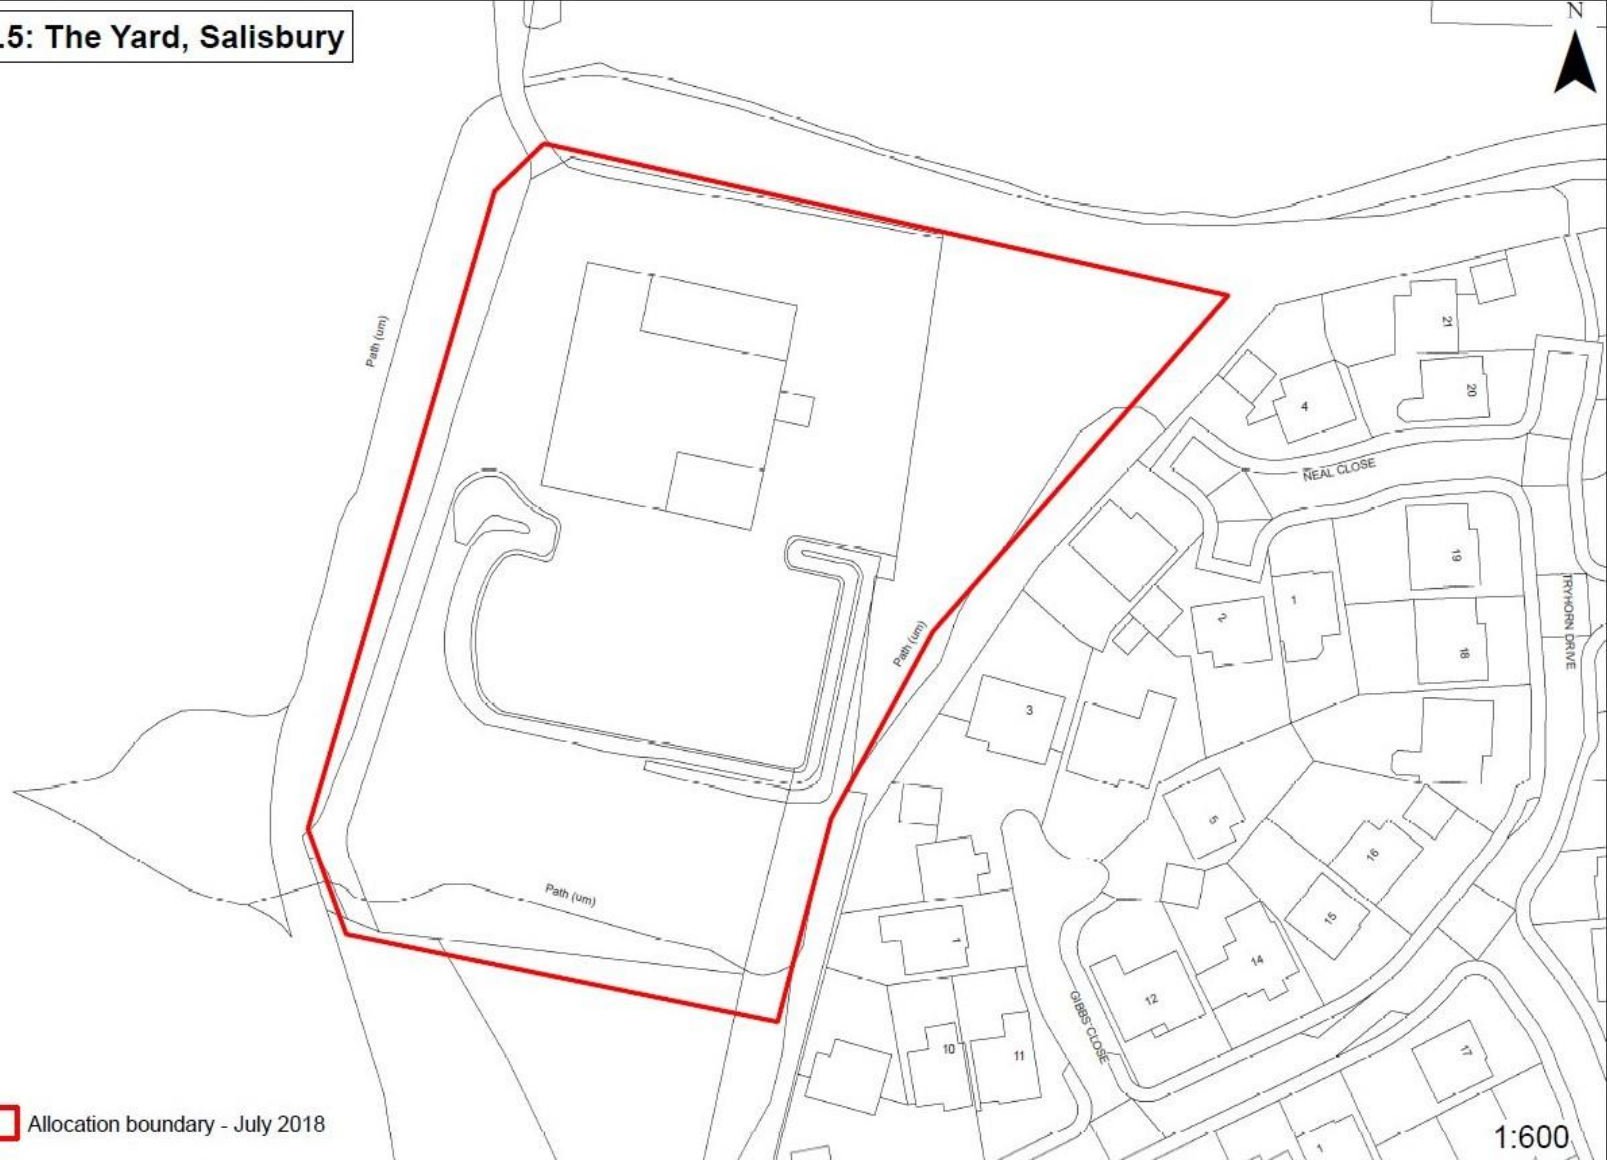 .5: The Yard, Salisbury
N
Path (um)
21
20
4
NEAL CLOSE
19
1
2
TRYHORN DRIVE
18
Path (um)
3
5
16
15
Path (um)
1
14
12
GIBBS CLOSE
10
11
17
Allocation boundary - July 2018
1:600
1